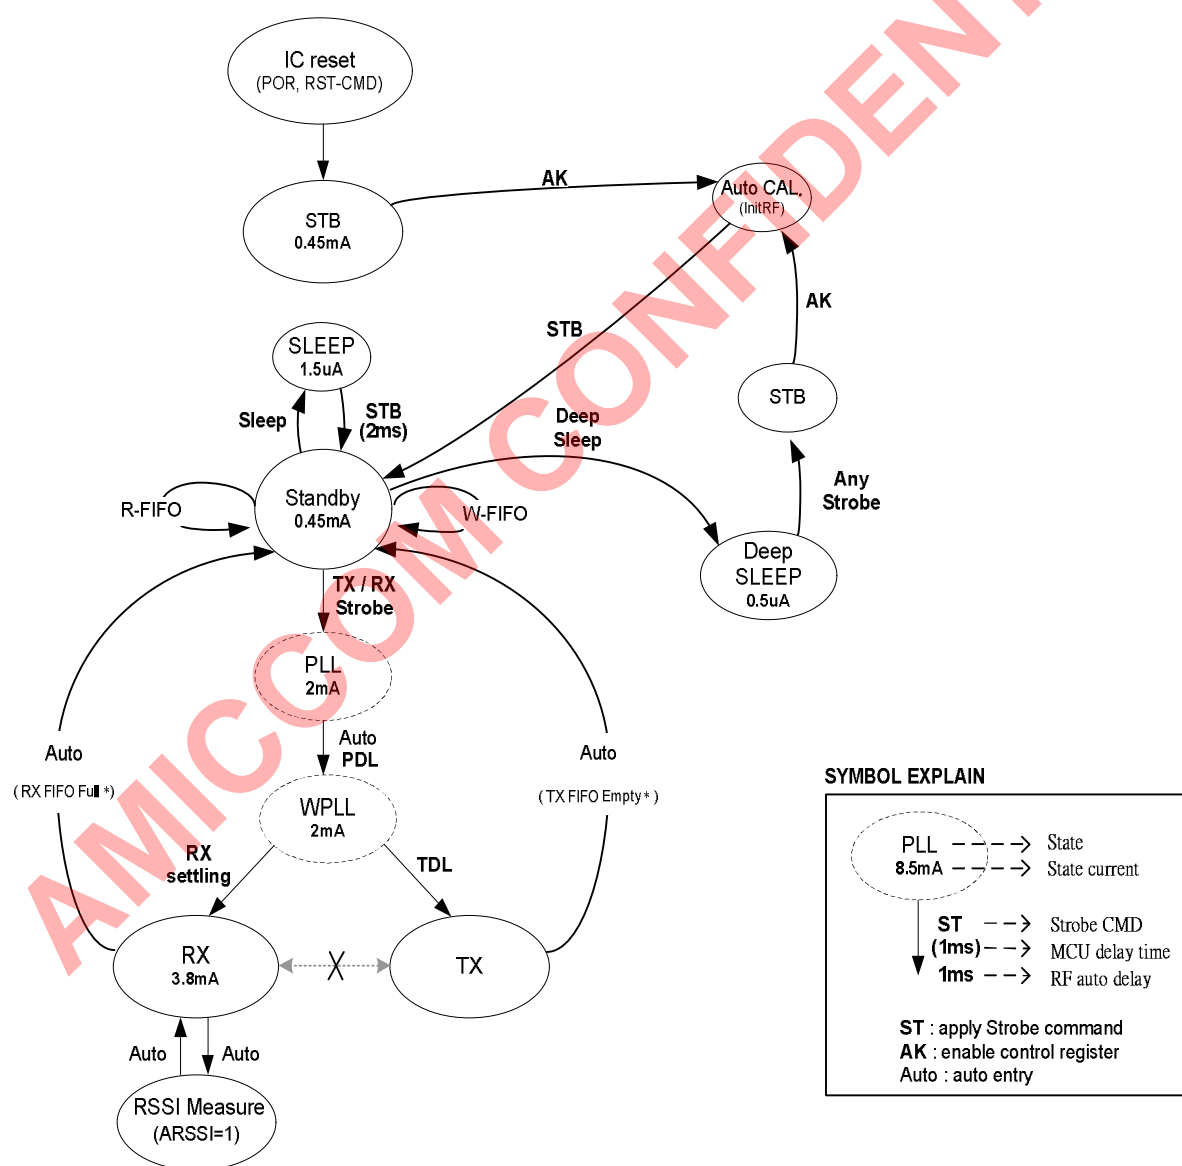 IC reset
(POR, RST-CMD)
STB
0.45mA
AK
Auto CAL.
(InitRF)
STB
AK
SLEEP
1.5uA
Sleep
STB
(2ms)
Deep
Sleep
STB
Any
Strobe
R-FIFO
Standby
0.45mA
W-FIFO
Deep
SLEEP
0.5uA
TX / RX
Strobe
PLL
2mA
Auto
PDL
Auto
( RX FIFO Full *)
Auto
( TX FIFO Empty * )
WPLL
2mA
RX
settling
TDL
RX
3.8mA
X
TX
Auto
Auto
RSSI Measure
(ARSSI=1)
SYMBOL EXPLAIN
PLL
8.5mA
State
State current
ST
(1ms)
1ms
Strobe CMD
MCU delay time
RF auto delay
ST : apply Strobe command
AK : enable control register
Auto : auto entry
AMICCOM CONFIDENT